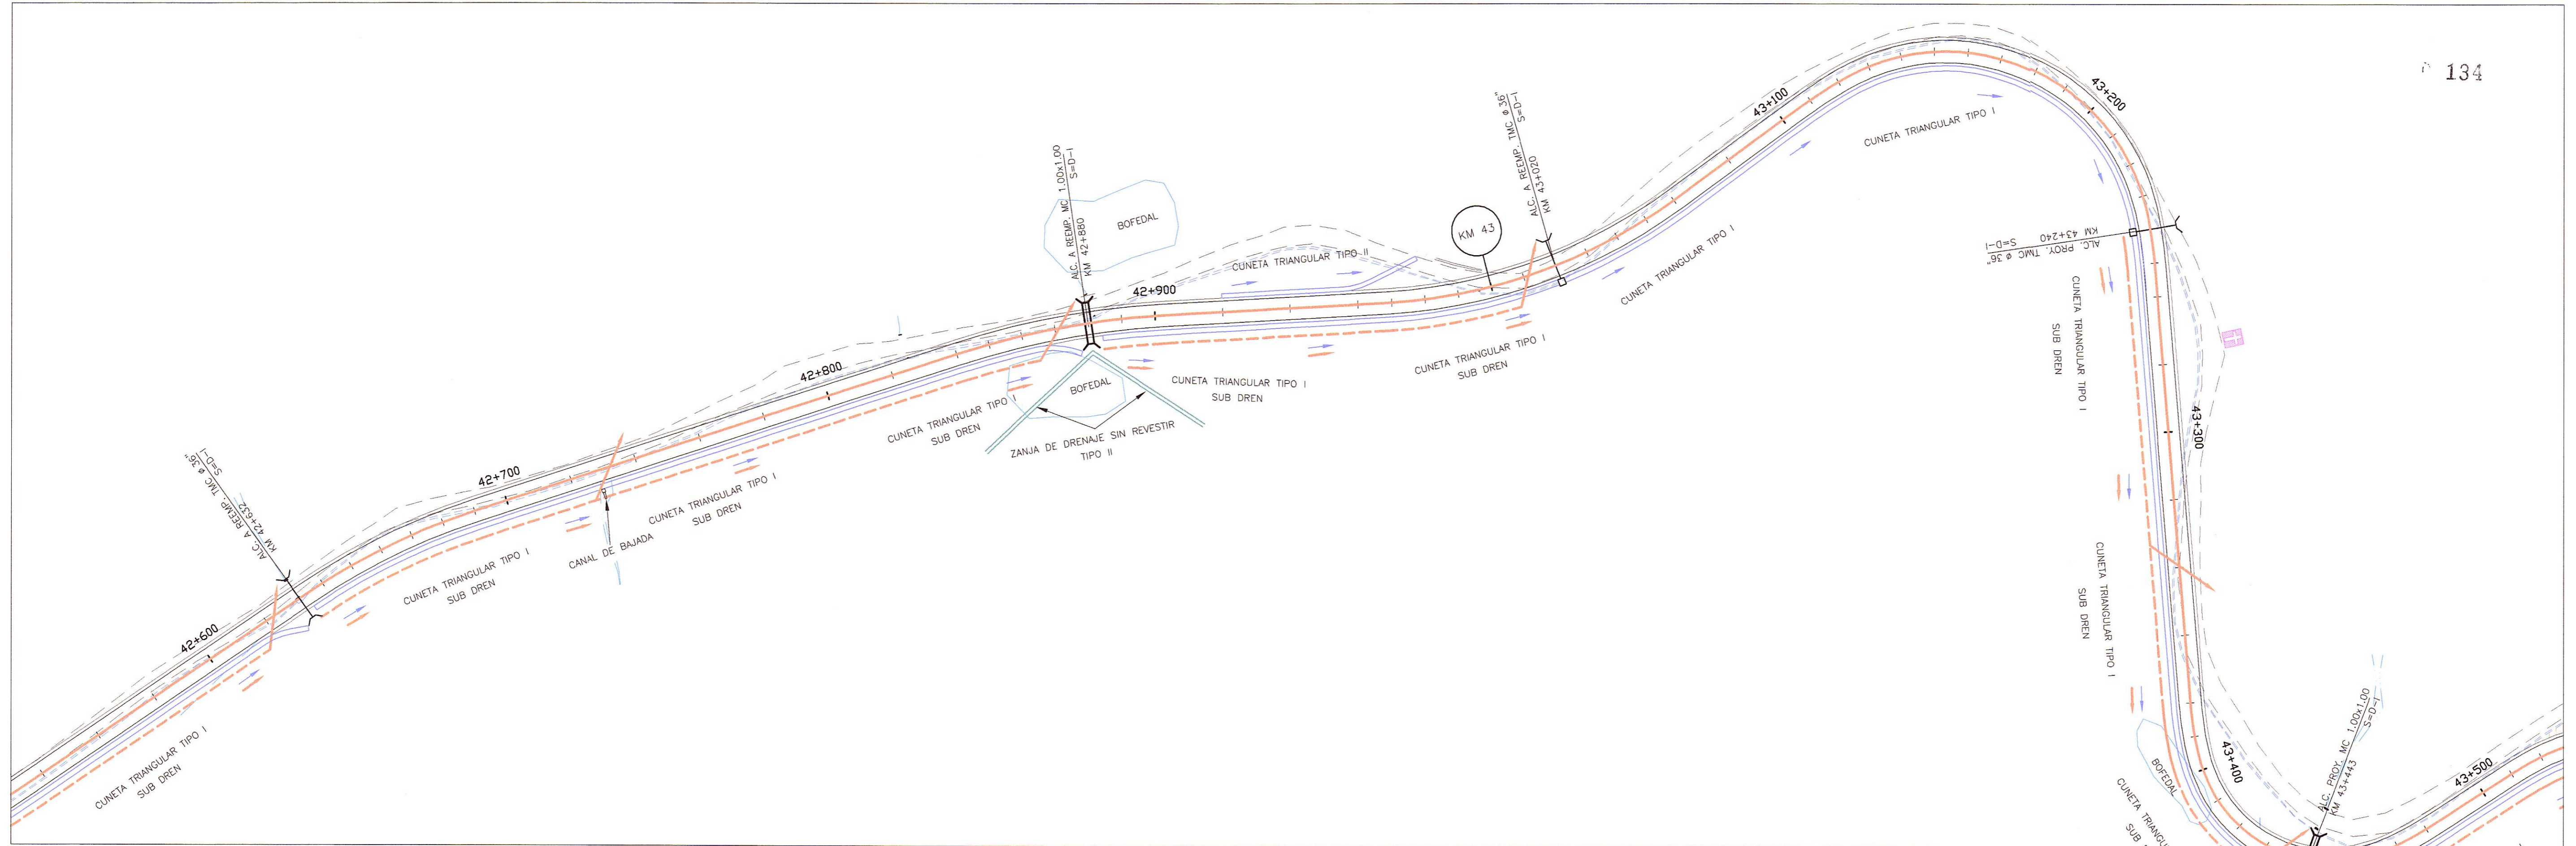 134
ALC. A REEMP. TMC ø 36"
S=D-I
KM 42+632
42+600
CUNETA TRIANGULAR TIPO I
SUB DREN
CUNETA TRIANGULAR TIPO I
SUB DREN
42+700
CANAL DE BAJADA
CUNETA TRIANGULAR TIPO I
SUB DREN
42+800
CUNETA TRIANGULAR TIPO I
SUB DREN
ALC. A REEMP. MC 1.00x1.00
S=D-I
KM 42+880
BOFEDAL
42+900
BOFEDAL
ZANJA DE DRENAJE SIN REVESTIR
TIPO II
CUNETA TRIANGULAR TIPO I
SUB DREN
CUNETA TRIANGULAR TIPO II
KM 43
CUNETA TRIANGULAR TIPO I
SUB DREN
ALC. A REEMP. TMC ø 36"
S=D-I
KM 43+020
CUNETA TRIANGULAR TIPO I
43+100
CUNETA TRIANGULAR TIPO I
43+200
ALC. PROY. TMC ø 36"
S=D-I
KM 43+240
CUNETA TRIANGULAR TIPO I
SUB DREN
43+300
CUNETA TRIANGULAR TIPO I
SUB DREN
BOFEDAL
43+400
CUNETA TRIANGU
SUB
ALC. PROY. MC 1.00x1.00
S=D-I
KM 43+443
43+500